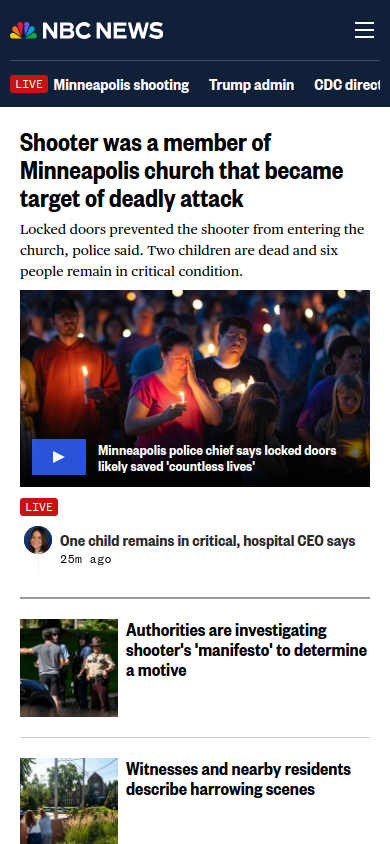 NBC NEWS
LIVE Minneapolis shooting Trump admin CDC direct
Shooter was a member of
Minneapolis church that became
target of deadly attack
Locked doors prevented the shooter from entering the
church, police said. Two children are dead and six
people remain in critical condition.
Minneapolis police chief says locked doors
likely saved 'countless lives'
LIVE
One child remains in critical, hospital CEO says
25m ago
Authorities are investigating
shooter's 'manifesto' to determine
a motive
Witnesses and nearby residents
describe harrowing scenes